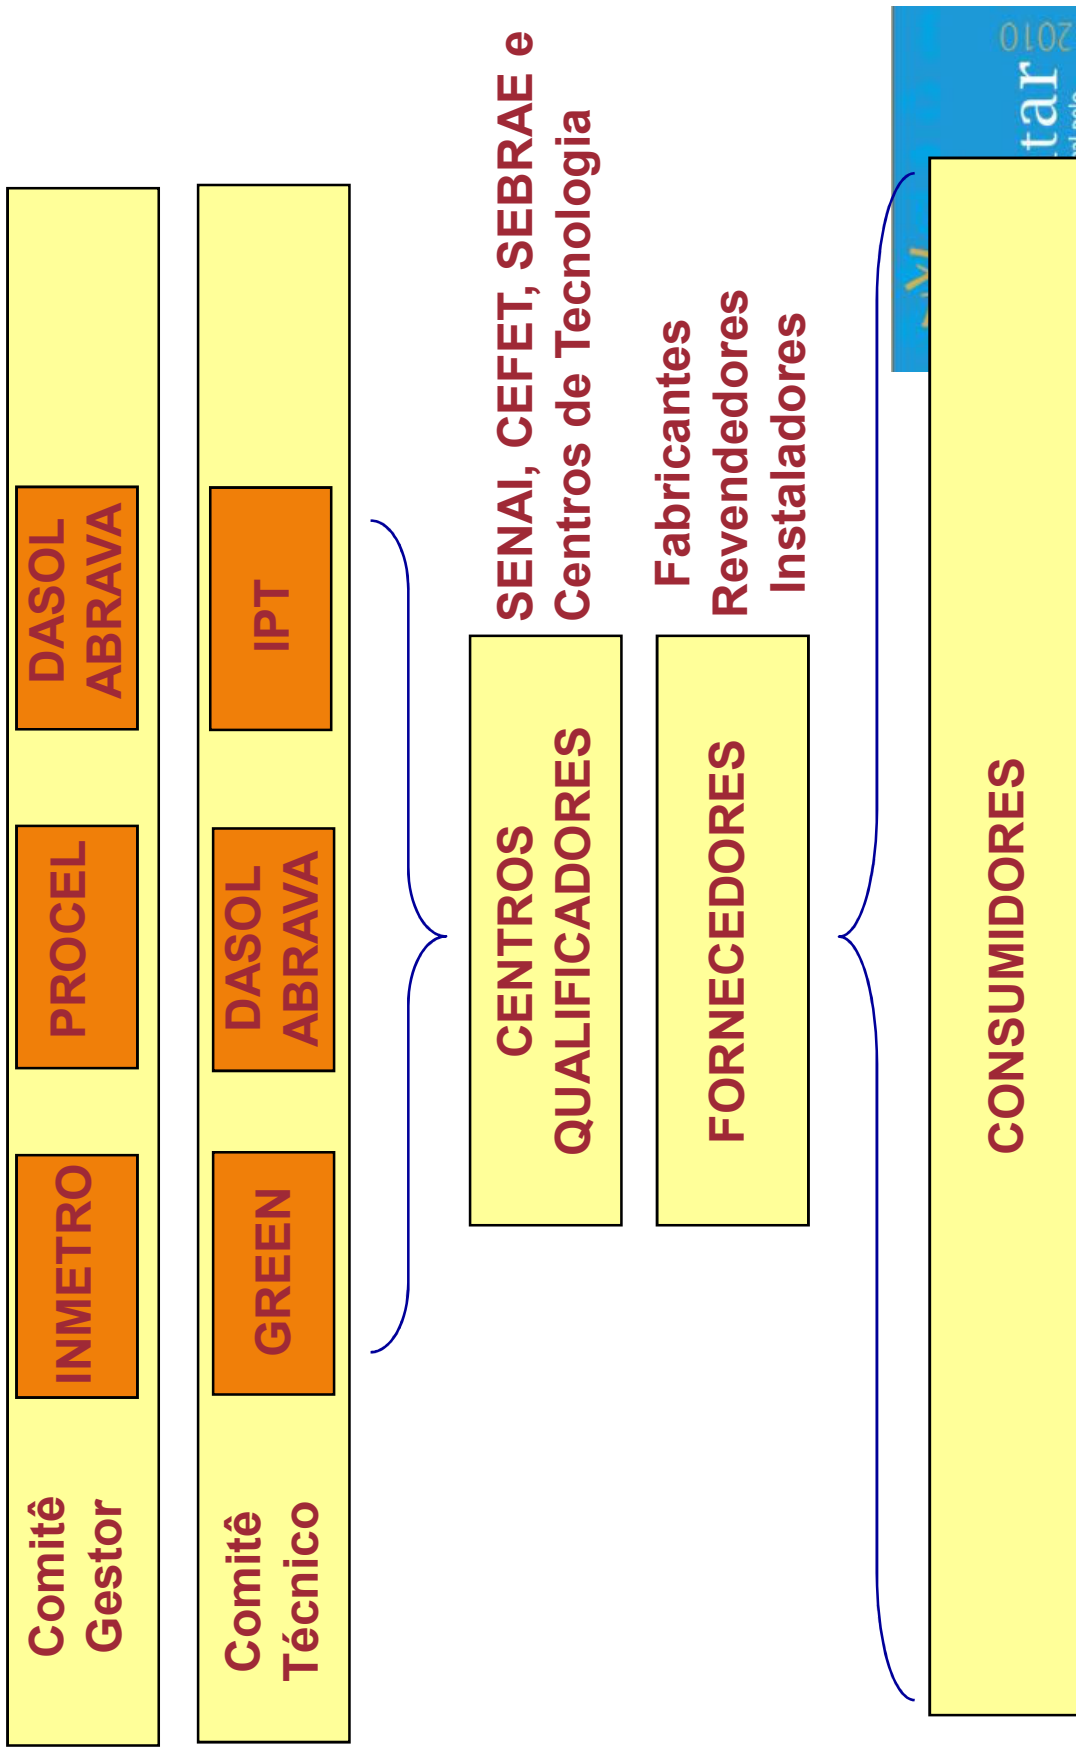 Comitê
Gestor
INMETRO
PROCEL
DASOL
ABRAVA
Comitê
Técnico
GREEN
DASOL
ABRAVA
IPT
CENTROS
QUALIFICADORES
SENAI, CEFET, SEBRAE e
Centros de Tecnologia
FORNECEDORES
Fabricantes
Revendedores
Instaladores
CONSUMIDORES
2010
tar